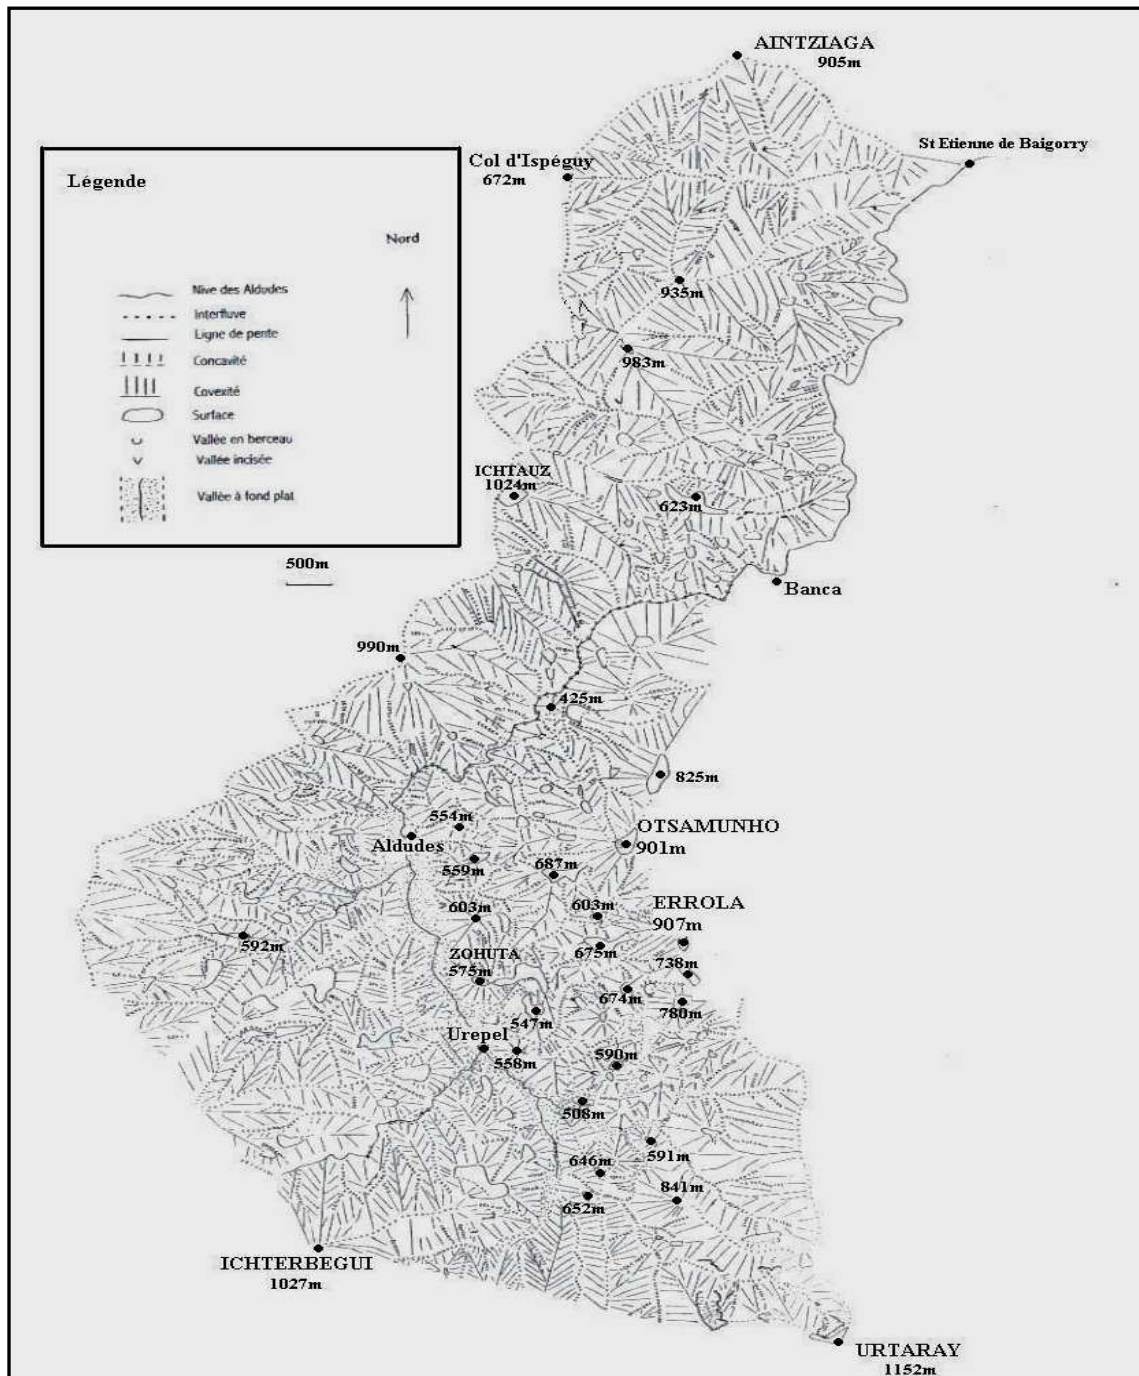 AINTZIAGA
905m
St Etienne de Baigorry
Col d'Ispéguy
672m
Légende
Nord
Nive des Aldudes
Interfluve
Ligne de pente
Concavité
Covexité
Surface
Vallée en berceau
Vallée incisée
Vallée à fond plat
935m
983m
ICHTAUZ
1024m
623m
500m
Banca
990m
425m
825m
554m
Aldudes
OTSAMUNHO
901m
559m
687m
603m
603m
ERROLA
907m
592m
675m
ZOHUTA
575m
738m
674m
780m
547m
Urepel
558m
590m
508m
591m
646m
841m
652m
ICHTERBEGUI
1027m
URTARAY
1152m